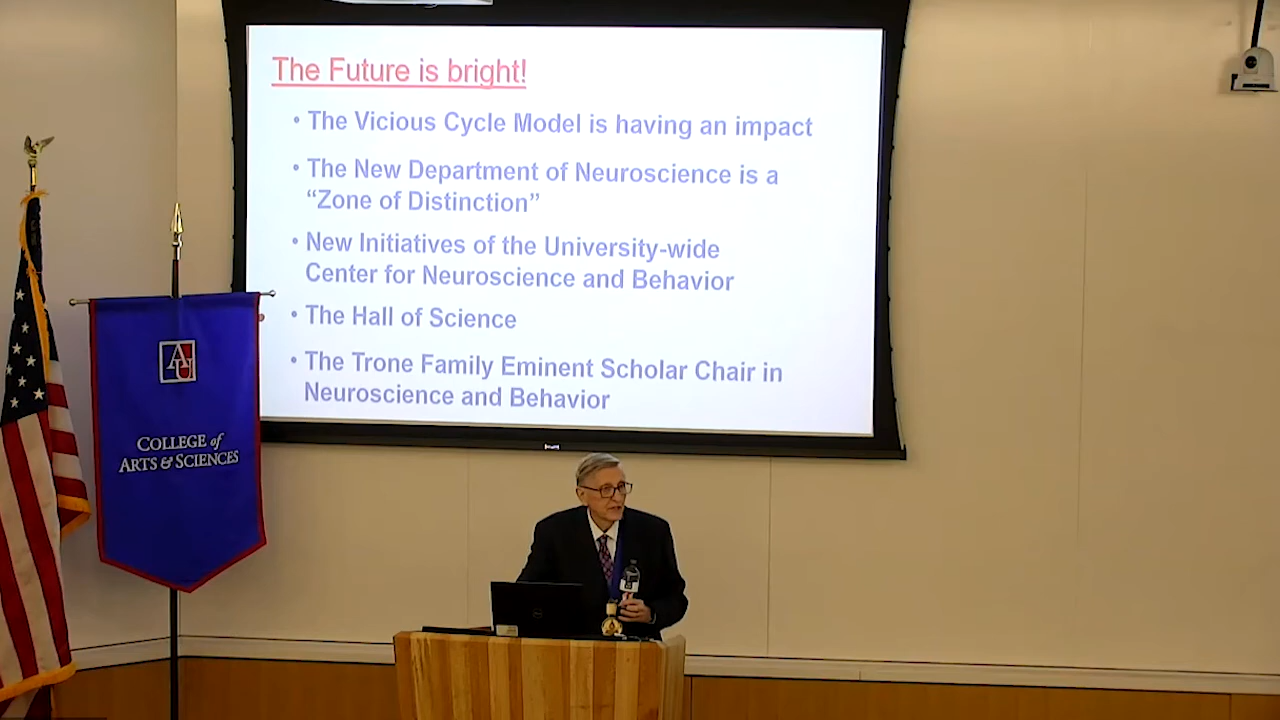 The Future is bright!
• The Vicious Cycle Model is having an impact
• The New Department of Neuroscience is a
“Zone of Distinction”
• New Initiatives of the University-wide
Center for Neuroscience and Behavior
• The Hall of Science
• The Trone Family Eminent Scholar Chair in
Neuroscience and Behavior
AU
COLLEGE of
ARTS & SCIENCES